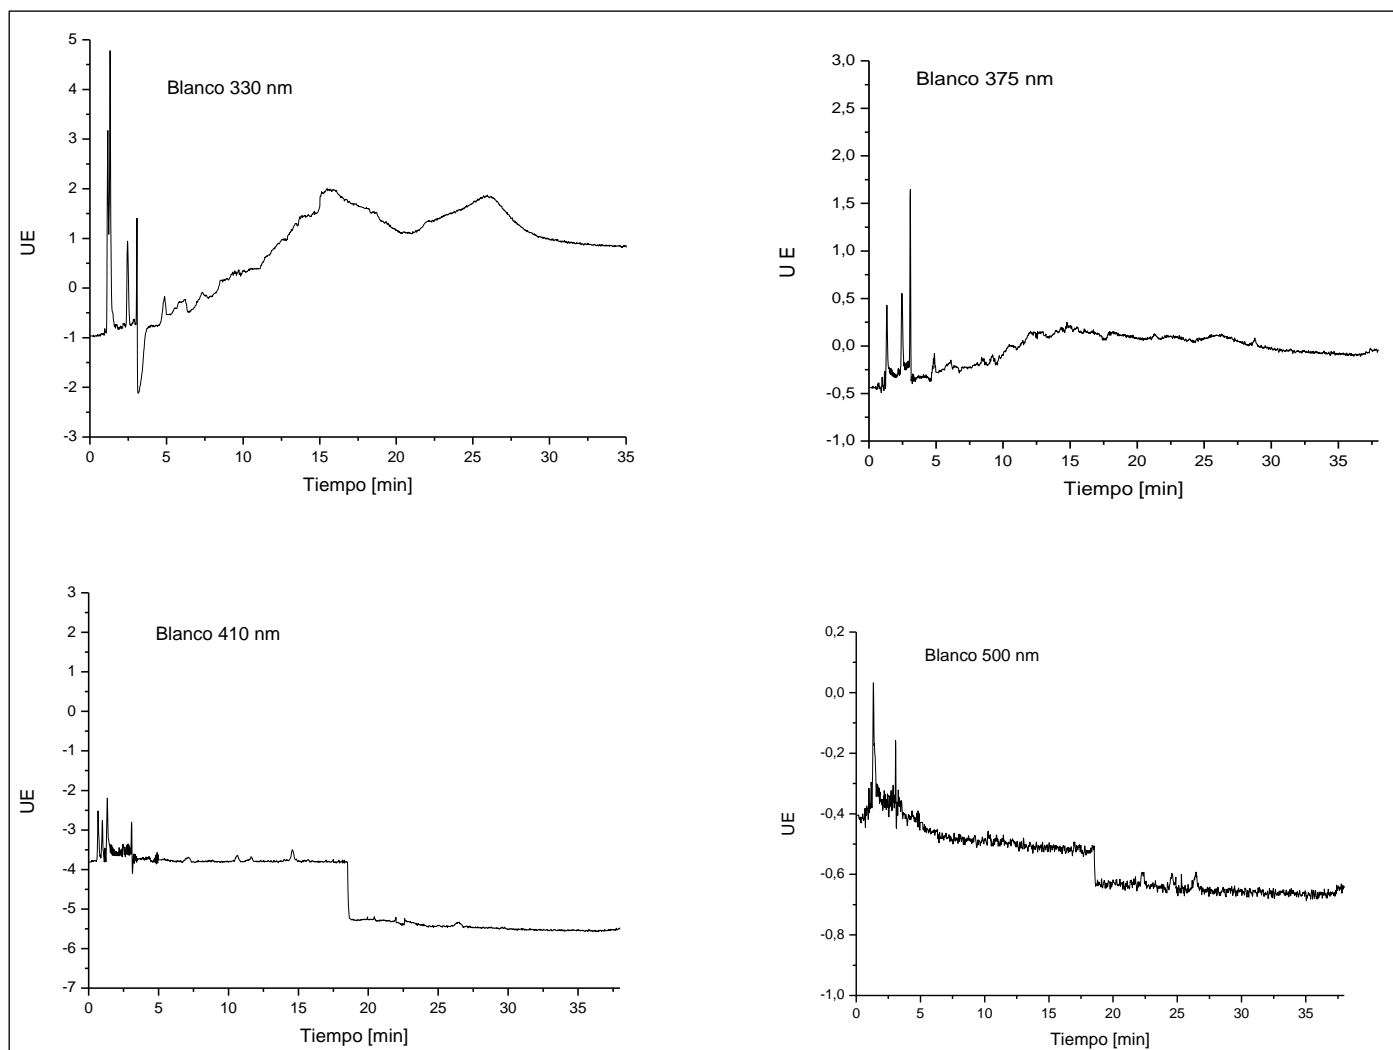 Blanco 330 nm
UE
5
4
3
2
1
0
-1
-2
-3
0 5 10 15 20 25 30 35
Tiempo [min]
Blanco 375 nm
U E
3,0
2,5
2,0
1,5
1,0
0,5
0,0
-0,5
-1,0
0 5 10 15 20 25 30 35
Tiempo [min]
Blanco 410 nm
UE
3
2
1
0
-1
-2
-3
-4
-5
-6
-7
0 5 10 15 20 25 30 35
Tiempo [min]
Blanco 500 nm
UE
0,2
0,0
-0,2
-0,4
-0,6
-0,8
-1,0
0 5 10 15 20 25 30 35
Tiempo [min]